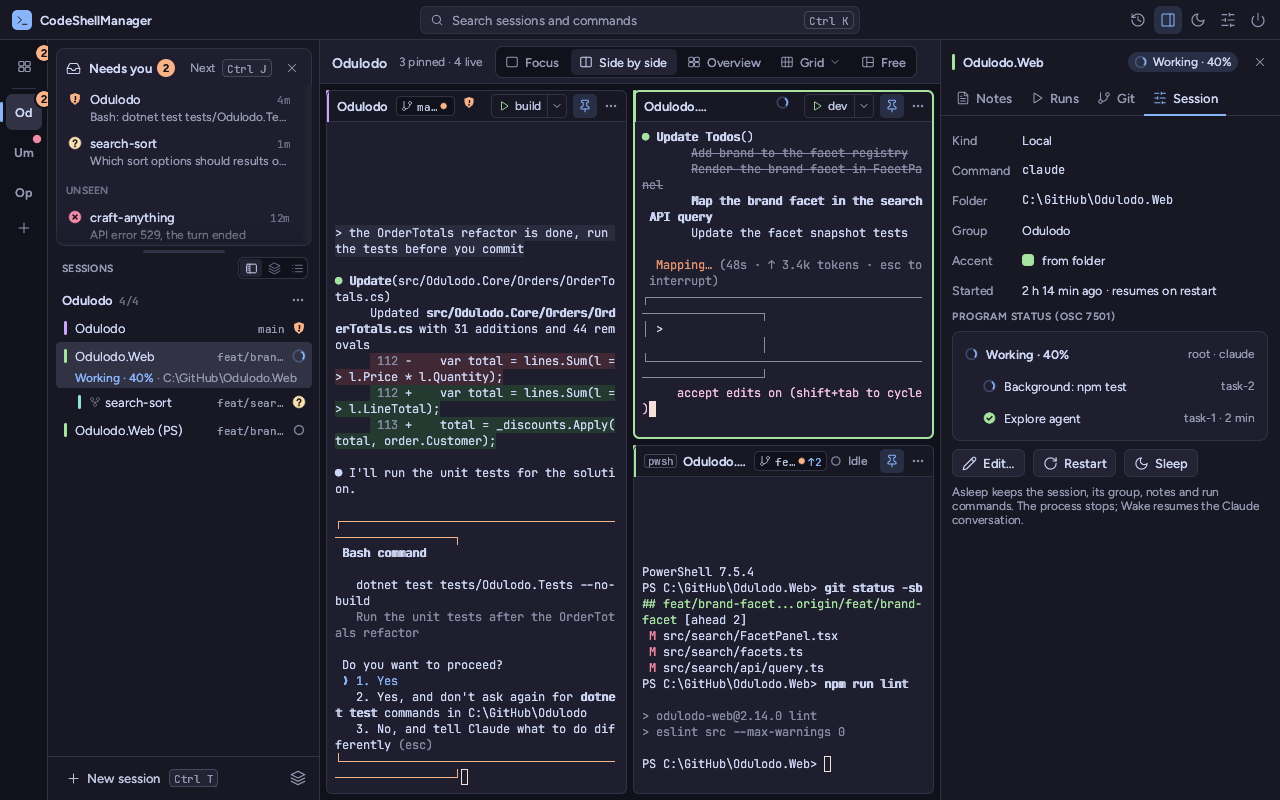 CodeShellManager
Search sessions and commands
Ctrl K
2
2
Od
Um
Op
Needs you 2 Next Ctrl J
Odulodo 4m
Bash: dotnet test tests/Odulodo.Te...
search-sort 1m
Which sort options should results o...
UNSEEN
craft-anything 12m
API error 529, the turn ended
SESSIONS
Odulodo 4/4
Odulodo main
Odulodo.Web feat/bran...
Working · 40% · C:\GitHub\Odulodo.Web
search-sort feat/sear...
Odulodo.Web (PS) feat/bran...
New session Ctrl T
Odulodo 3 pinned · 4 live
Focus Side by side Overview Grid Free
Odulodo ma... build
> the OrderTotals refactor is done, run
the tests before you commit
● Update(src/Odulodo.Core/Orders/OrderTo
tals.cs)
Updated src/Odulodo.Core/Orders/Ord
erTotals.cs with 31 additions and 44 rem
ovals
112 - var total = lines.Sum(l =
> l.Price * l.Quantity);
112 + var total = lines.Sum(l =
> l.LineTotal);
113 + total = _discounts.Apply(
total, order.Customer);
● I'll run the unit tests for the soluti
on.
Bash command
dotnet test tests/Odulodo.Tests --no-
build
Run the unit tests after the OrderTot
als refactor
Do you want to proceed?
❯ 1. Yes
2. Yes, and don't ask again for dotne
t test commands in C:\GitHub\Odulodo
3. No, and tell Claude what to do dif
ferently (esc)
Odulodo.... dev
● Update Todos()
Add brand to the facet registry
Render the brand facet in FacetPa
nel
Map the brand facet in the search
API query
Update the facet snapshot tests
Mapping… (48s · ↑ 3.4k tokens · esc to
interrupt)
>
accept edits on (shift+tab to cycle
)
pwsh Odulodo.... fe... ↑2 Idle
PowerShell 7.5.4
PS C:\GitHub\Odulodo.Web> git status -sb
## feat/brand-facet...origin/feat/brand-
facet [ahead 2]
M src/search/FacetPanel.tsx
M src/search/facets.ts
M src/search/api/query.ts
PS C:\GitHub\Odulodo.Web> npm run lint
> odulodo-web@2.14.0 lint
> eslint src --max-warnings 0
PS C:\GitHub\Odulodo.Web>
Odulodo.Web Working · 40%
Notes Runs Git Session
Kind Local
Command claude
Folder C:\GitHub\Odulodo.Web
Group Odulodo
Accent from folder
Started 2 h 14 min ago · resumes on restart
PROGRAM STATUS (OSC 7501)
Working · 40% root · claude
Background: npm test task-2
Explore agent task-1 · 2 min
Edit... Restart Sleep
Asleep keeps the session, its group, notes and run
commands. The process stops; Wake resumes the Claude
conversation.